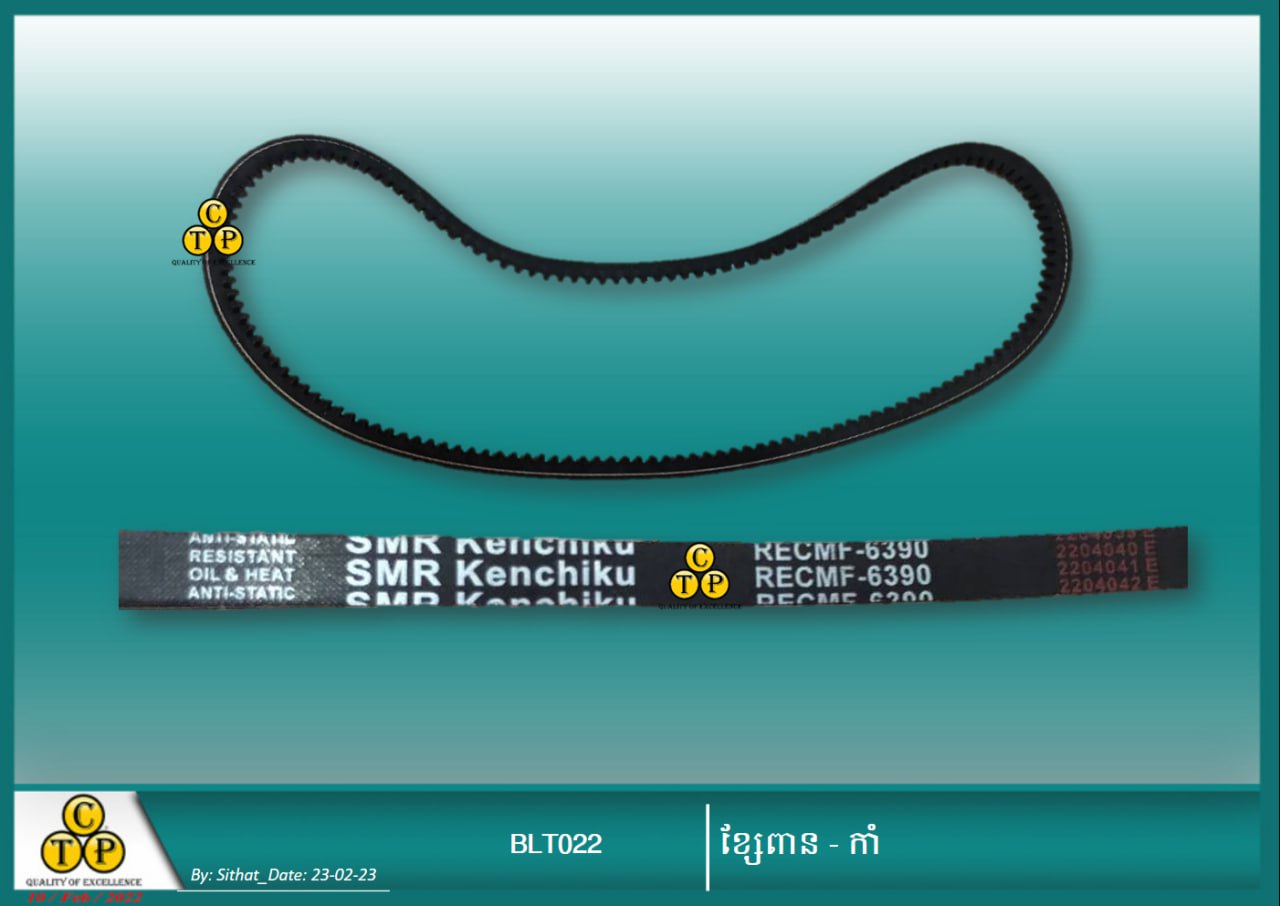 C
T P
QUALITY OF EXCELLENCE
ANTI-STATIC
RESISTANT
OIL & HEAT
ANTI-STATIC
SMR Kenchiku
SMR Kenchiku
SMR Kenchiku
C
T P
QUALITY OF EXCELLENCE
RECMF-6390
RECMF-6390
RECMF-6390
2204040 E
2204041 E
2204042 E
C
T P
QUALITY OF EXCELLENCE
10 / Feb / 2022
By: Sithat_Date: 23-02-23
BLT022
ខ្សែពាន - កាំ